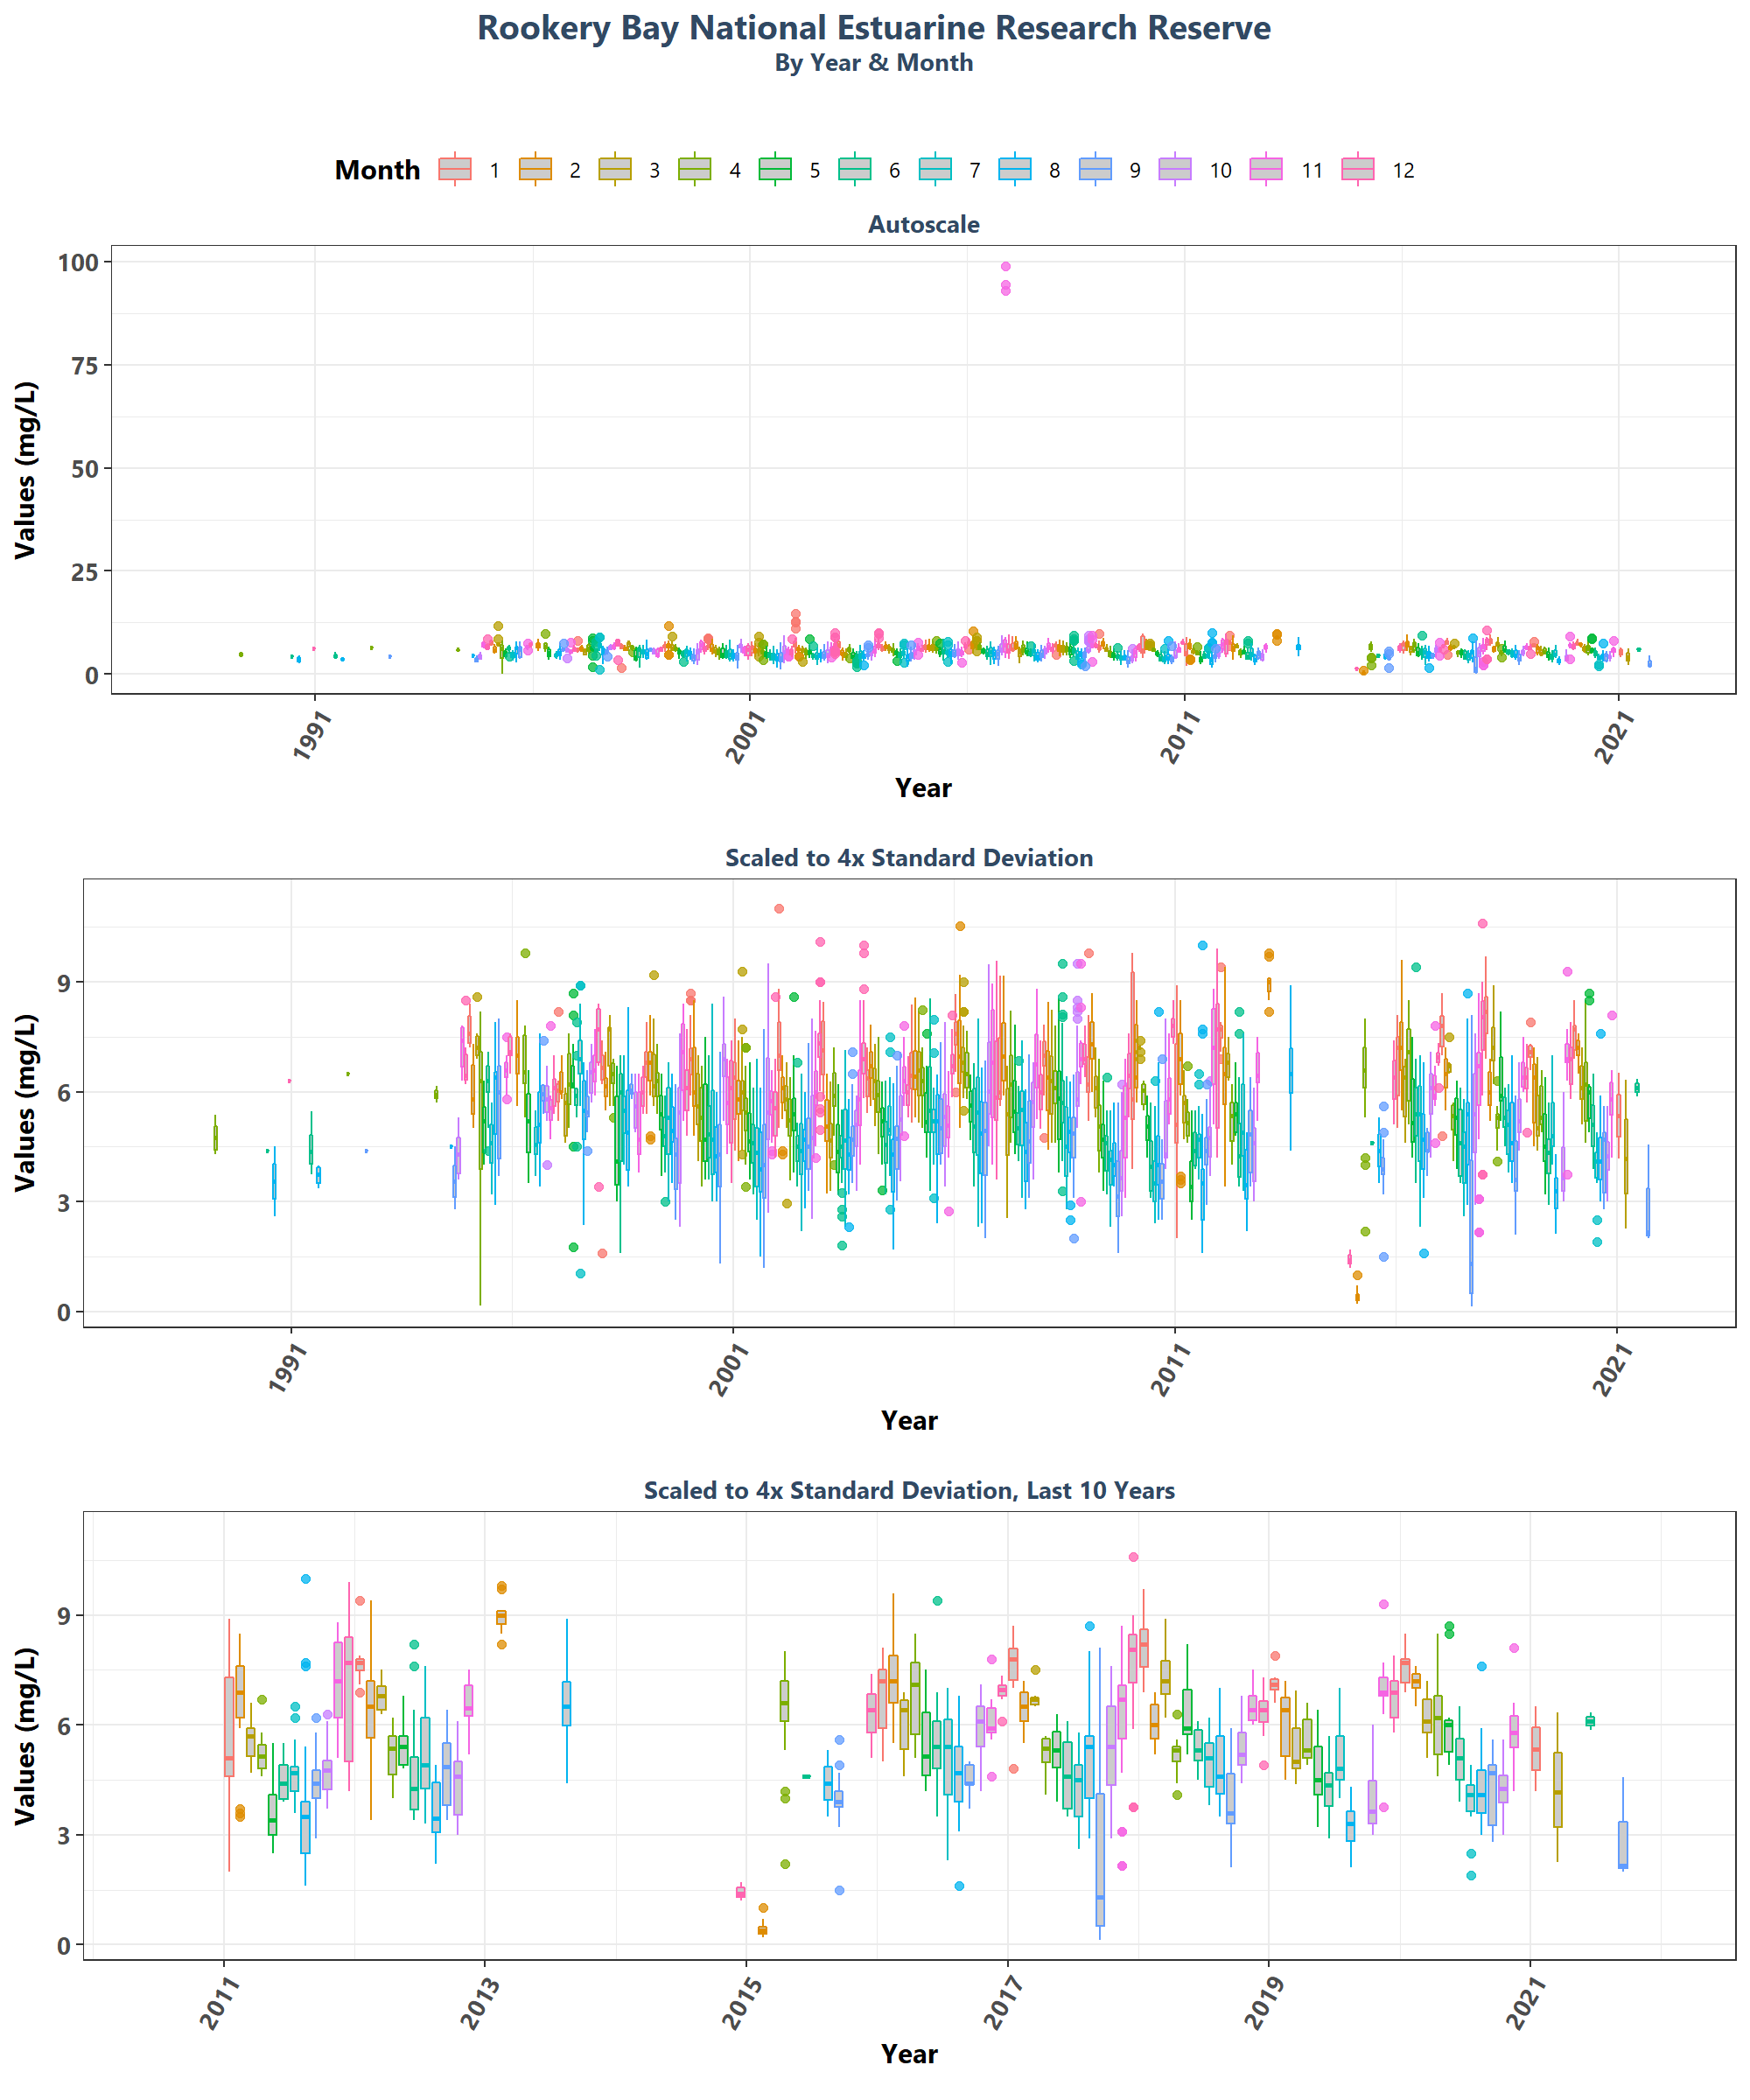 Rookery Bay National Estuarine Research Reserve
By Year & Month
Month 1 2 3 4 5 6 7 8 9 10 11 12
Autoscale
100
75
50
25
0
Values (mg/L)
1991 2001 2011 2021
Year
Scaled to 4x Standard Deviation
9
6
3
0
Values (mg/L)
1991 2001 2011 2021
Year
Scaled to 4x Standard Deviation, Last 10 Years
9
6
3
0
Values (mg/L)
2011 2013 2015 2017 2019 2021
Year